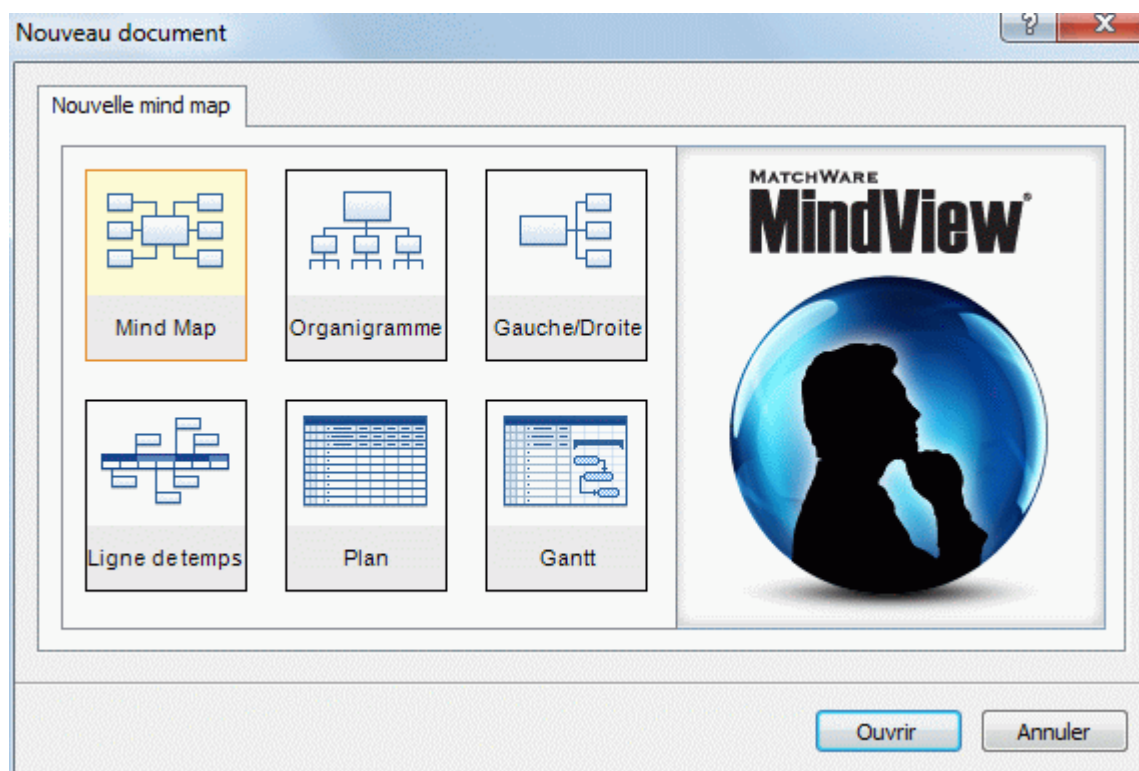 Nouveau document
Nouvelle mind map
Mind Map
Organigramme
Gauche/Droite
Ligne de temps
Plan
Gantt
MATCHWARE
MindView®
Ouvrir
Annuler